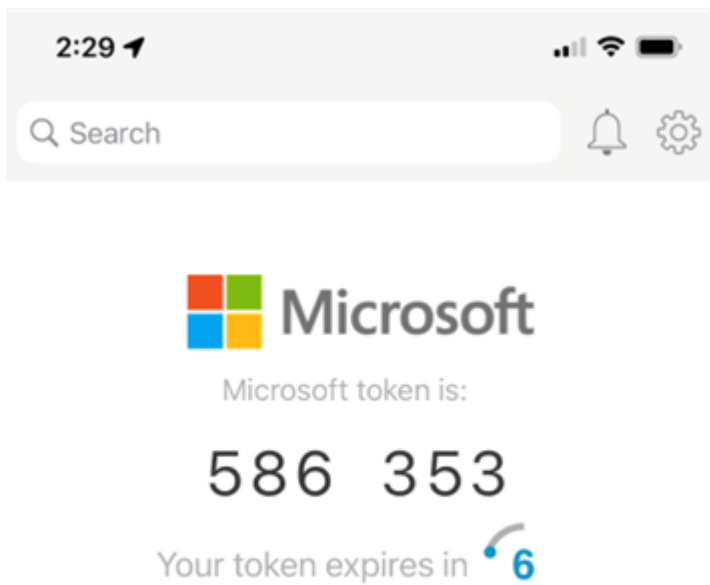 2:29
Search
Microsoft
Microsoft token is:
586 353
Your token expires in 6